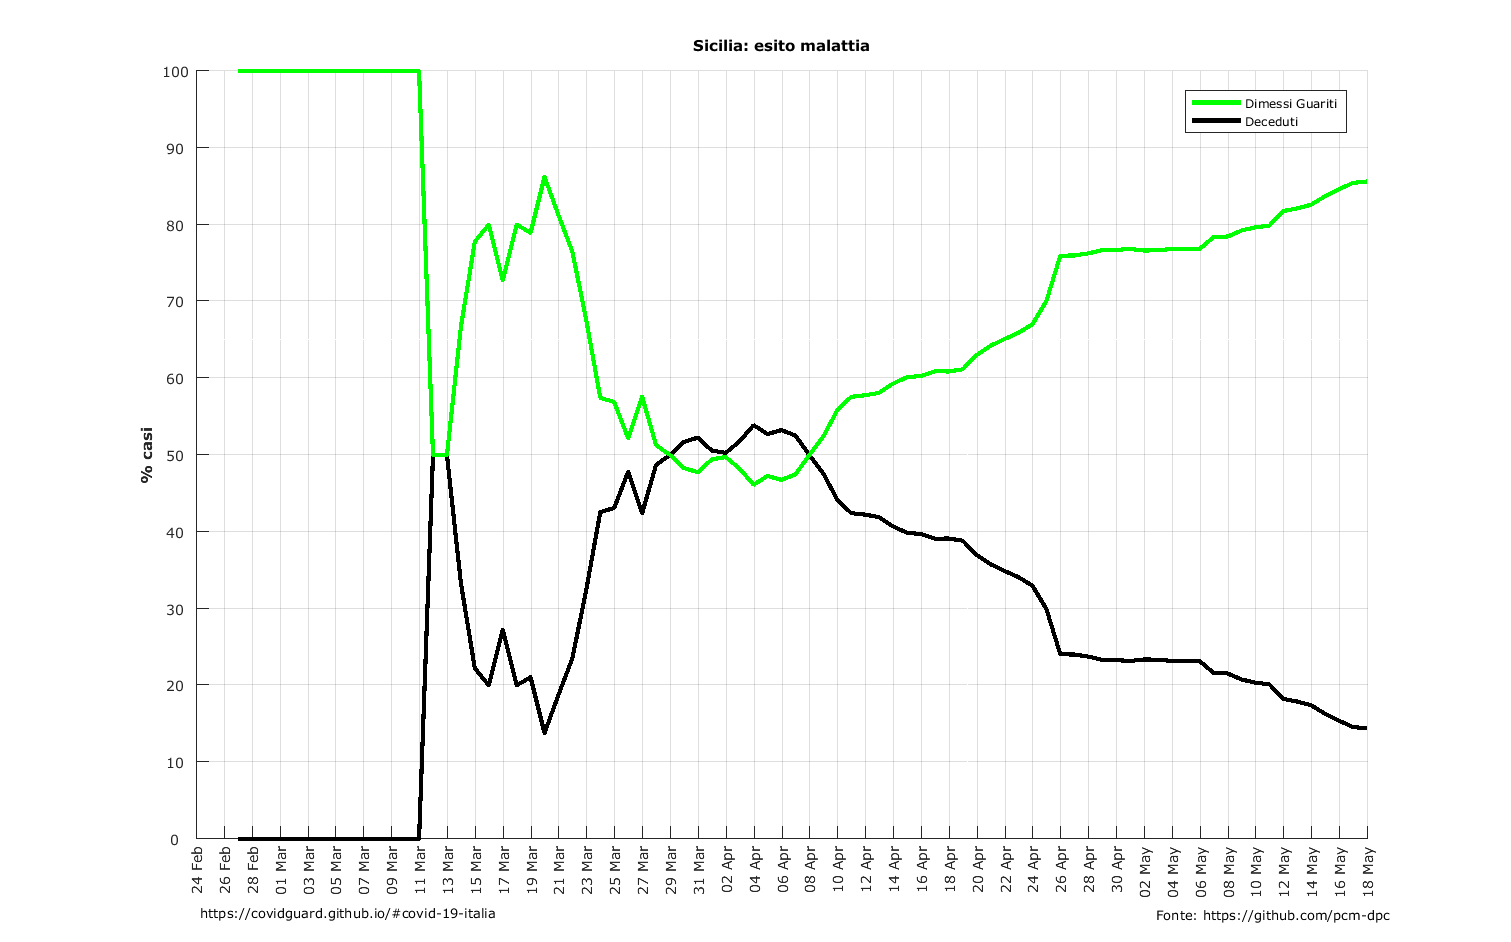 Sicilia: esito malattia
100
90
80
70
60
50
40
30
20
10
0
% casi
Dimessi Guariti
Deceduti
24 Feb
26 Feb
28 Feb
01 Mar
03 Mar
05 Mar
07 Mar
09 Mar
11 Mar
13 Mar
15 Mar
17 Mar
19 Mar
21 Mar
23 Mar
25 Mar
27 Mar
29 Mar
31 Mar
02 Apr
04 Apr
06 Apr
08 Apr
10 Apr
12 Apr
14 Apr
16 Apr
18 Apr
20 Apr
22 Apr
24 Apr
26 Apr
28 Apr
30 Apr
02 May
04 May
06 May
08 May
10 May
12 May
14 May
16 May
18 May
https://covidguard.github.io/#covid-19-italia
Fonte: https://github.com/pcm-dpc